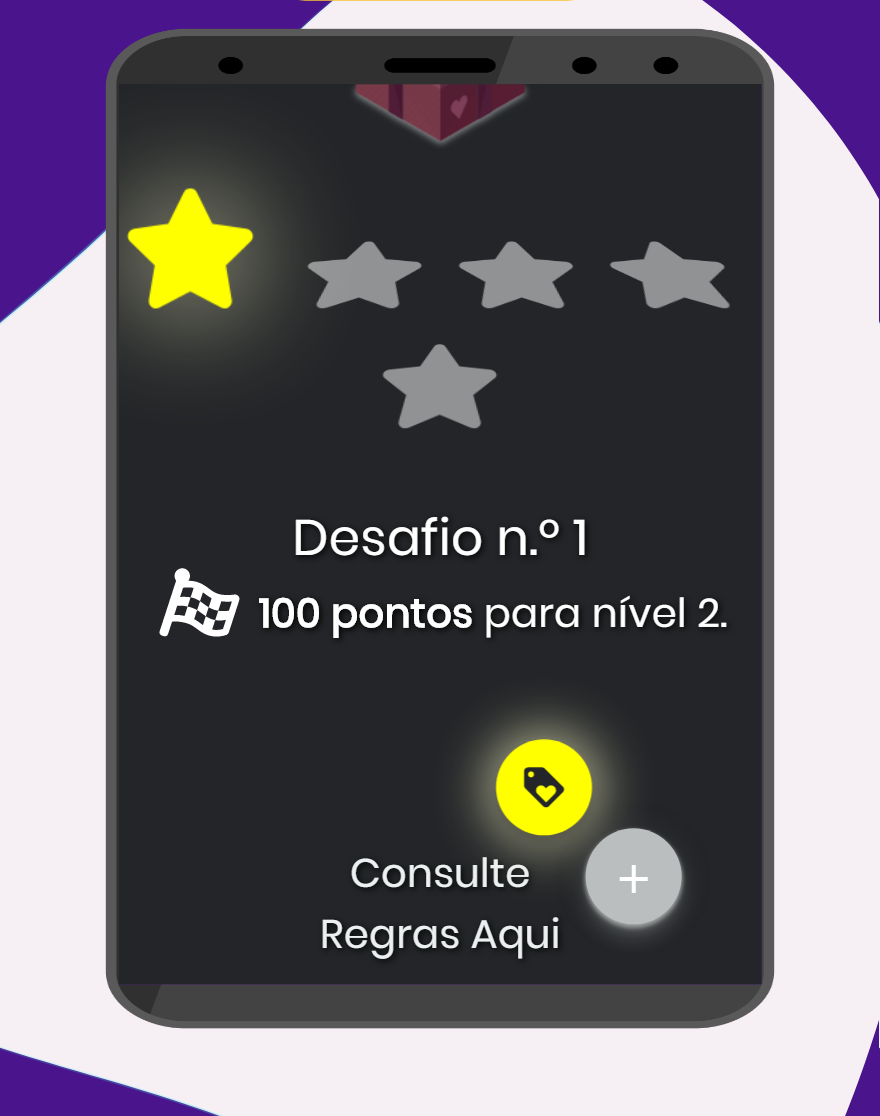 Desafio n.º 1
100 pontos para nível 2.
Consulte
Regras Aqui
+